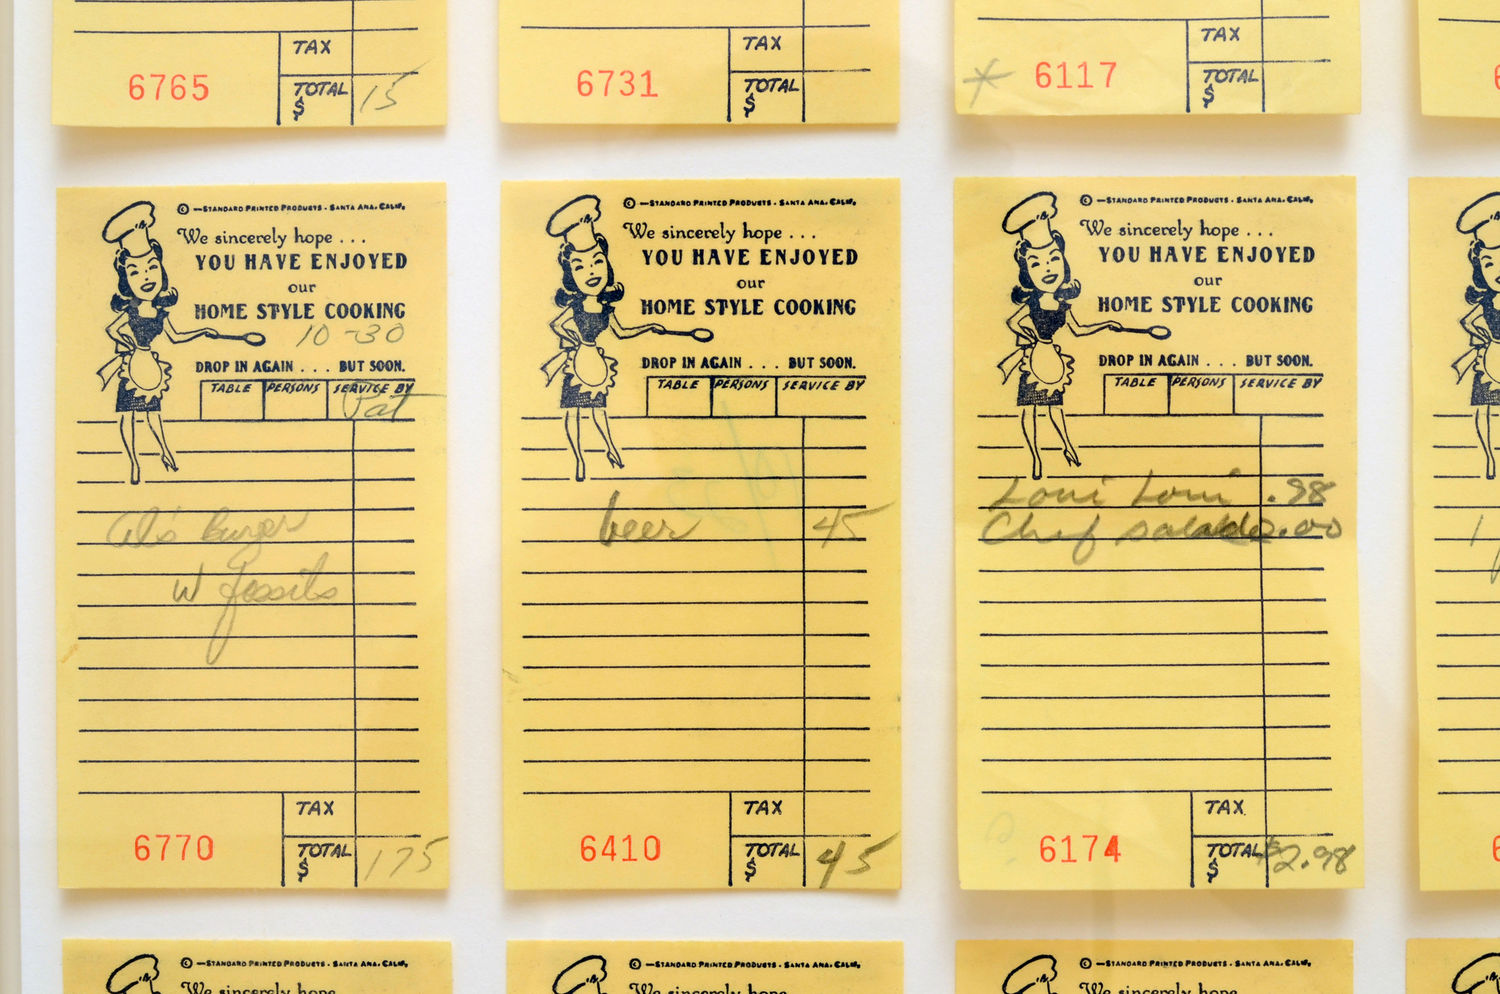 TAX
6765
TOTAL
$
15
TAX
6731
TOTAL
$
TAX
* 6117
TOTAL
$
6
© —STANDARD PRINTED PRODUCTS - SANTA ANA. CALIF.
We sincerely hope . . .
YOU HAVE ENJOYED
our
HOME STYLE COOKING
10-30
DROP IN AGAIN . . . BUT SOON.
TABLE PERSONS SERVICE BY
Pat
al's burger
w fossils
TAX
6770
TOTAL
$
175
© —STANDARD PRINTED PRODUCTS - SANTA ANA. CALIF.
We sincerely hope . . .
YOU HAVE ENJOYED
our
HOME STYLE COOKING
DROP IN AGAIN . . . BUT SOON.
TABLE PERSONS SERVICE BY
beer 45
TAX
6410
TOTAL
$
45
© —STANDARD PRINTED PRODUCTS - SANTA ANA. CALIF.
We sincerely hope . . .
YOU HAVE ENJOYED
our
HOME STYLE COOKING
DROP IN AGAIN . . . BUT SOON.
TABLE PERSONS SERVICE BY
Loui Loui .98
Chef salad 2.00
TAX
6174
TOTAL
$
$2.98
1
6
© —STANDARD PRINTED PRODUCTS - SANTA ANA. CALIF.
We sincerely hope
© —STANDARD PRINTED PRODUCTS - SANTA ANA. CALIF.
We sincerely hope
© —STANDARD PRINTED PRODUCTS - SANTA ANA. CALIF.
We sincerely hope